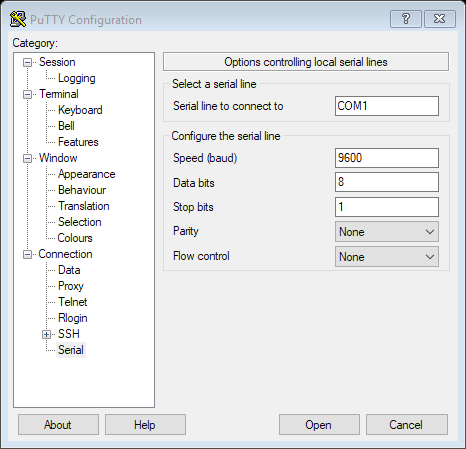 PuTTY Configuration
Category:
Session
Logging
Terminal
Keyboard
Bell
Features
Window
Appearance
Behaviour
Translation
Selection
Colours
Connection
Data
Proxy
Telnet
Rlogin
SSH
Serial
Options controlling local serial lines
Select a serial line
Serial line to connect to COM1
Configure the serial line
Speed (baud) 9600
Data bits 8
Stop bits 1
Parity None
Flow control None
About Help Open Cancel